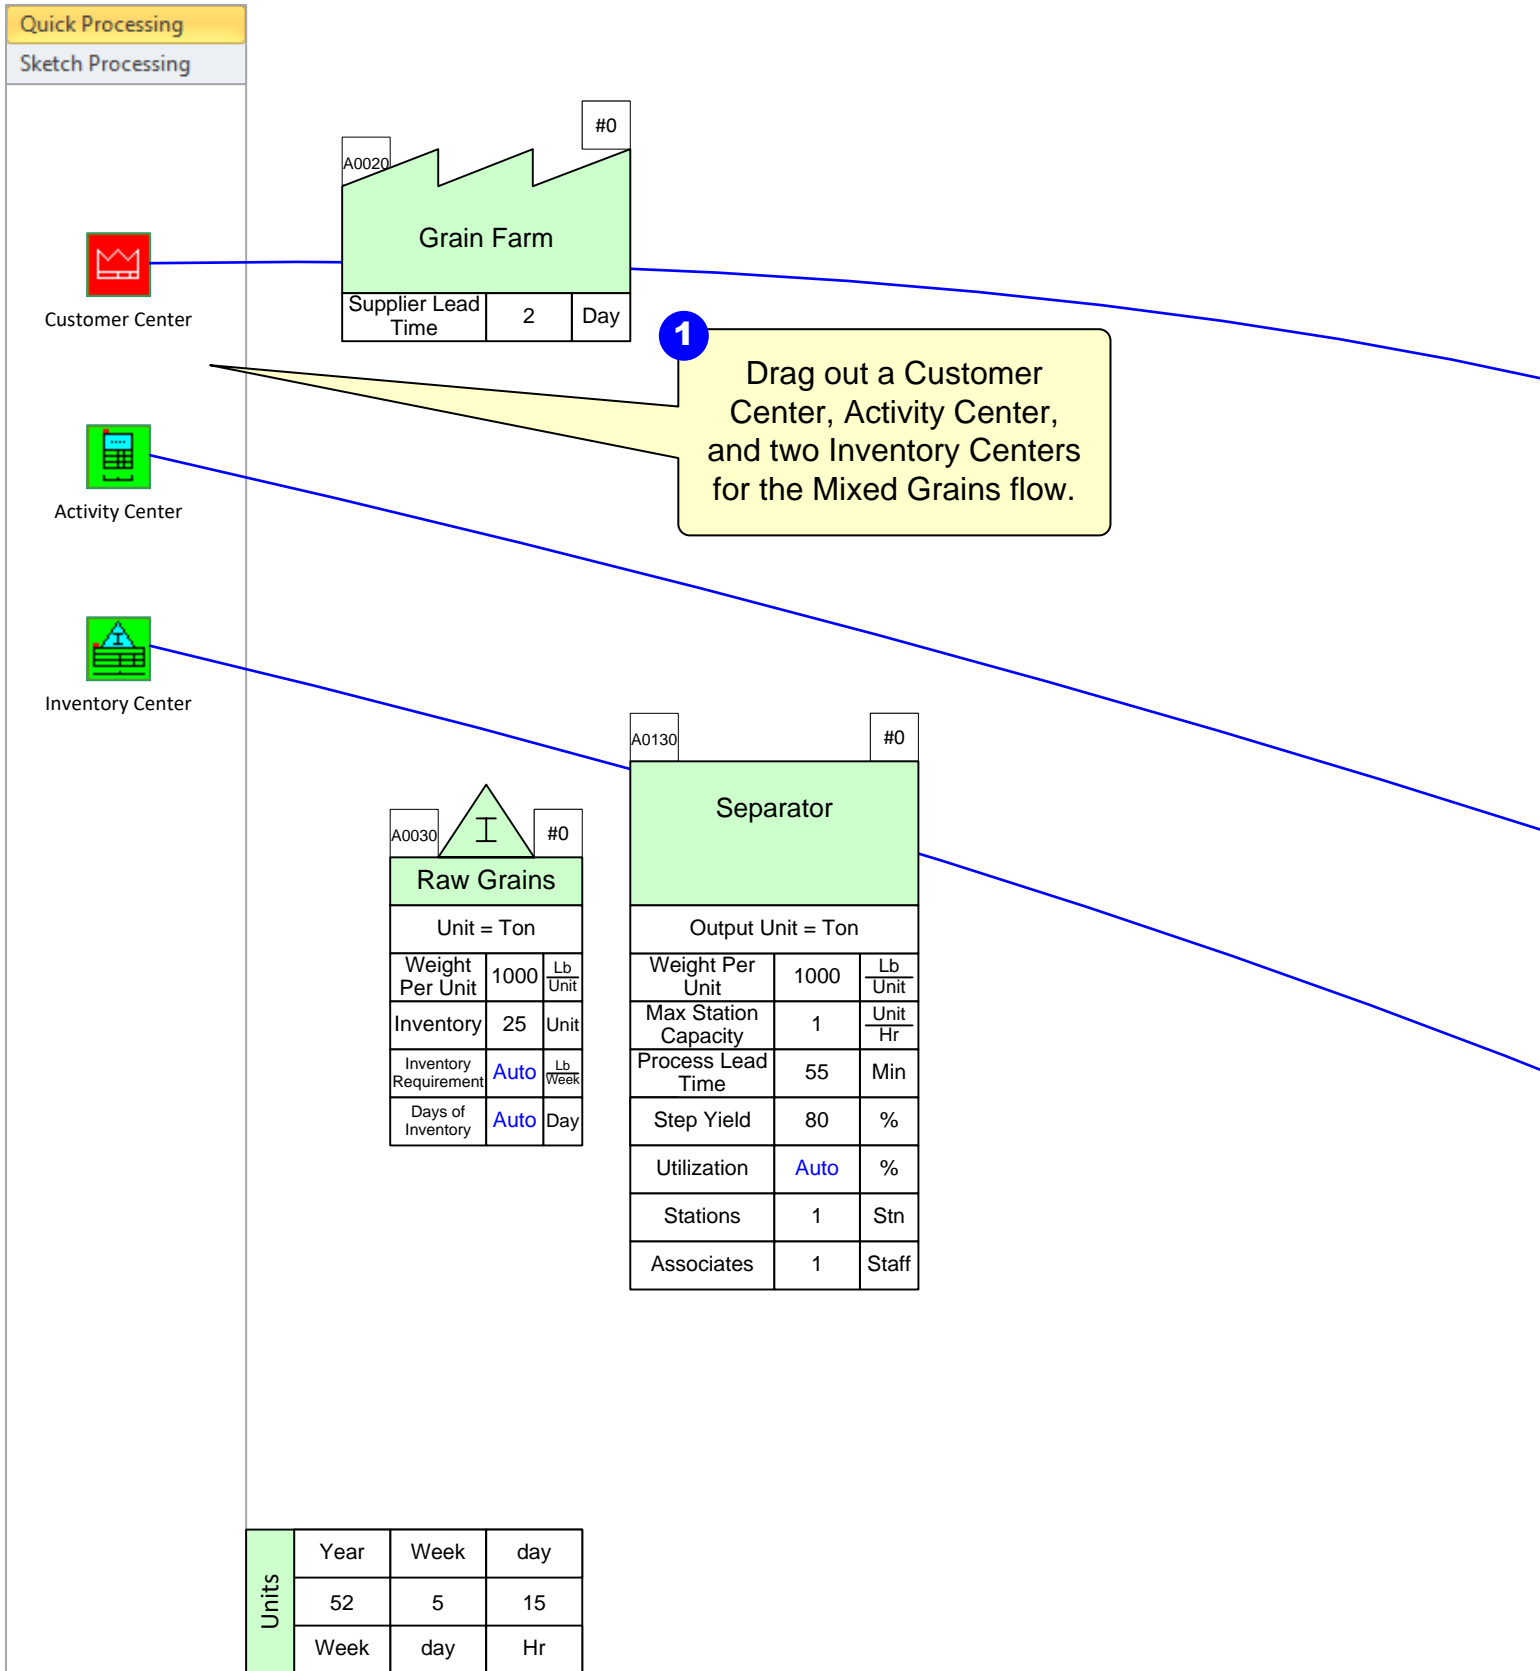 Quick Processing
Sketch Processing
Customer Center
Activity Center
Inventory Center
A0020
#0
Grain Farm
Supplier Lead
Time
2
Day
1
Drag out a Customer
Center, Activity Center,
and two Inventory Centers
for the Mixed Grains flow.
A0030
I
#0
Raw Grains
Unit = Ton
Weight
Per Unit
1000
Lb
Unit
Inventory
25
Unit
Inventory
Requirement
Auto
Lb
Week
Days of
Inventory
Auto
Day
A0130
#0
Separator
Output Unit = Ton
Weight Per
Unit
1000
Lb
Unit
Max Station
Capacity
1
Unit
Hr
Process Lead
Time
55
Min
Step Yield
80
%
Utilization
Auto
%
Stations
1
Stn
Associates
1
Staff
Units
Year
Week
day
52
5
15
Week
day
Hr